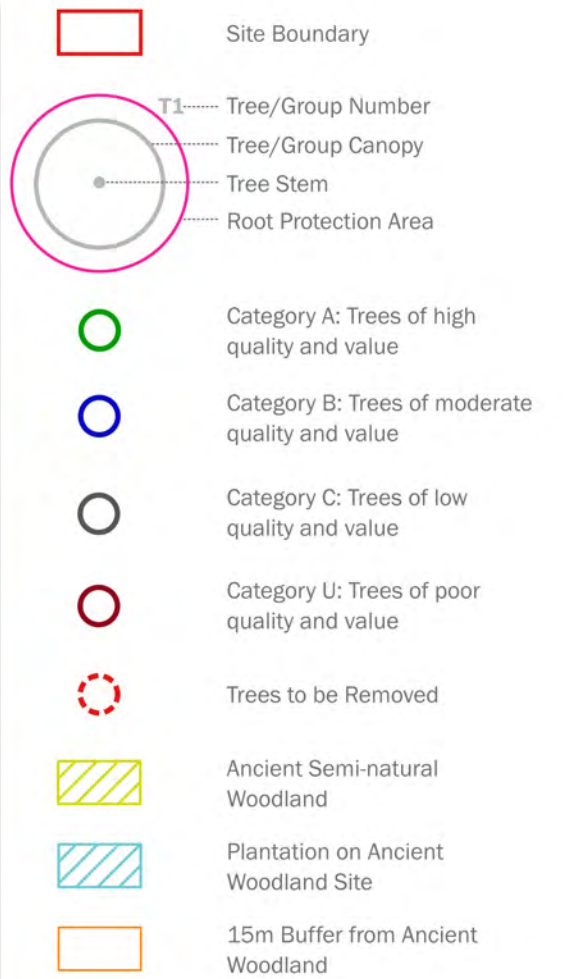 Site Boundary
T1
Tree/Group Number
Tree/Group Canopy
Tree Stem
Root Protection Area
Category A: Trees of high
quality and value
Category B: Trees of moderate
quality and value
Category C: Trees of low
quality and value
Category U: Trees of poor
quality and value
Trees to be Removed
Ancient Semi-natural
Woodland
Plantation on Ancient
Woodland Site
15m Buffer from Ancient
Woodland